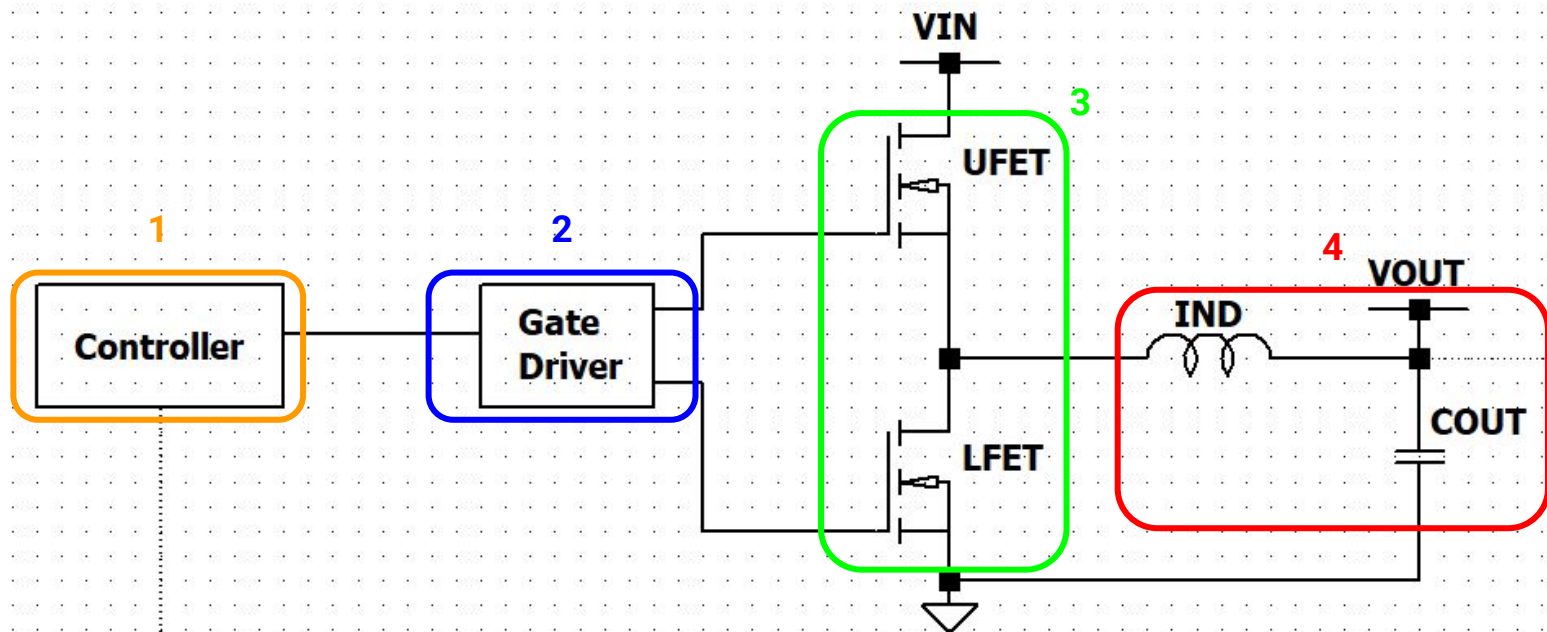 VIN
3
UFET
1
2
4
VOUT
IND
Controller
Gate
Driver
COUT
LFET